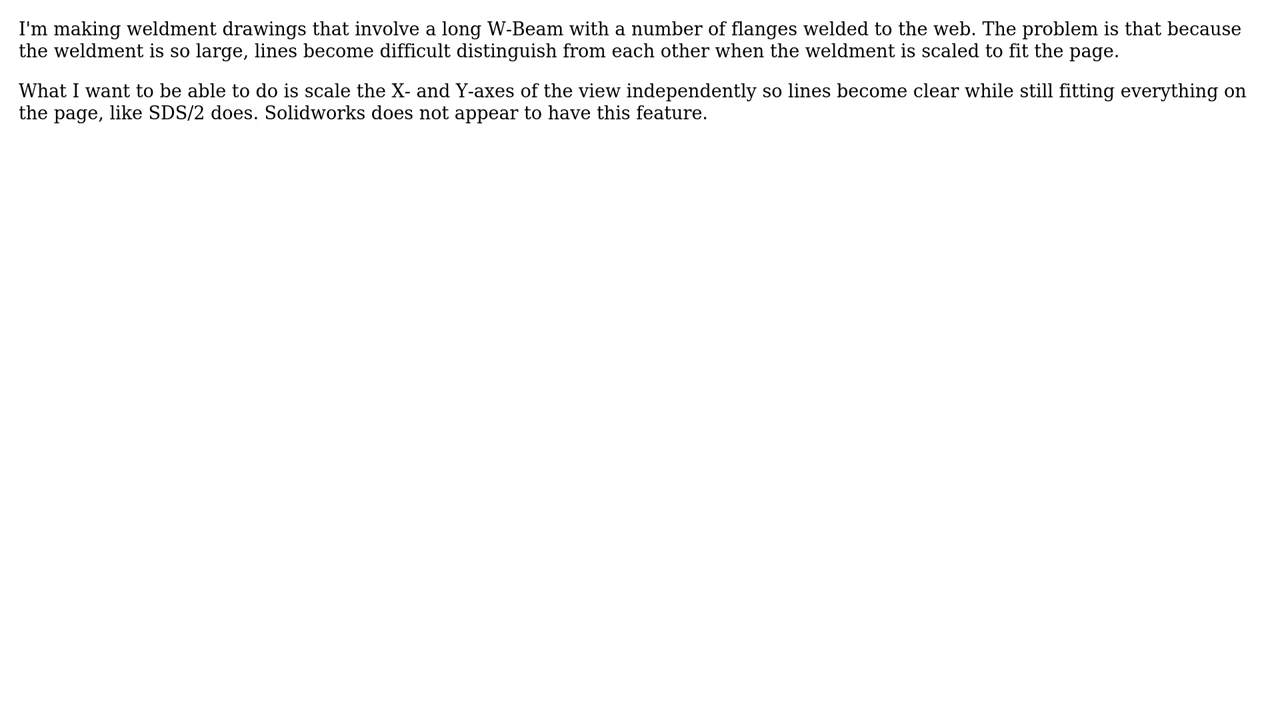 I'm making weldment drawings that involve a long W-Beam with a number of flanges welded to the web. The problem is that because
the weldment is so large, lines become difficult distinguish from each other when the weldment is scaled to fit the page.
What I want to be able to do is scale the X- and Y-axes of the view independently so lines become clear while still fitting everything on
the page, like SDS/2 does. Solidworks does not appear to have this feature.